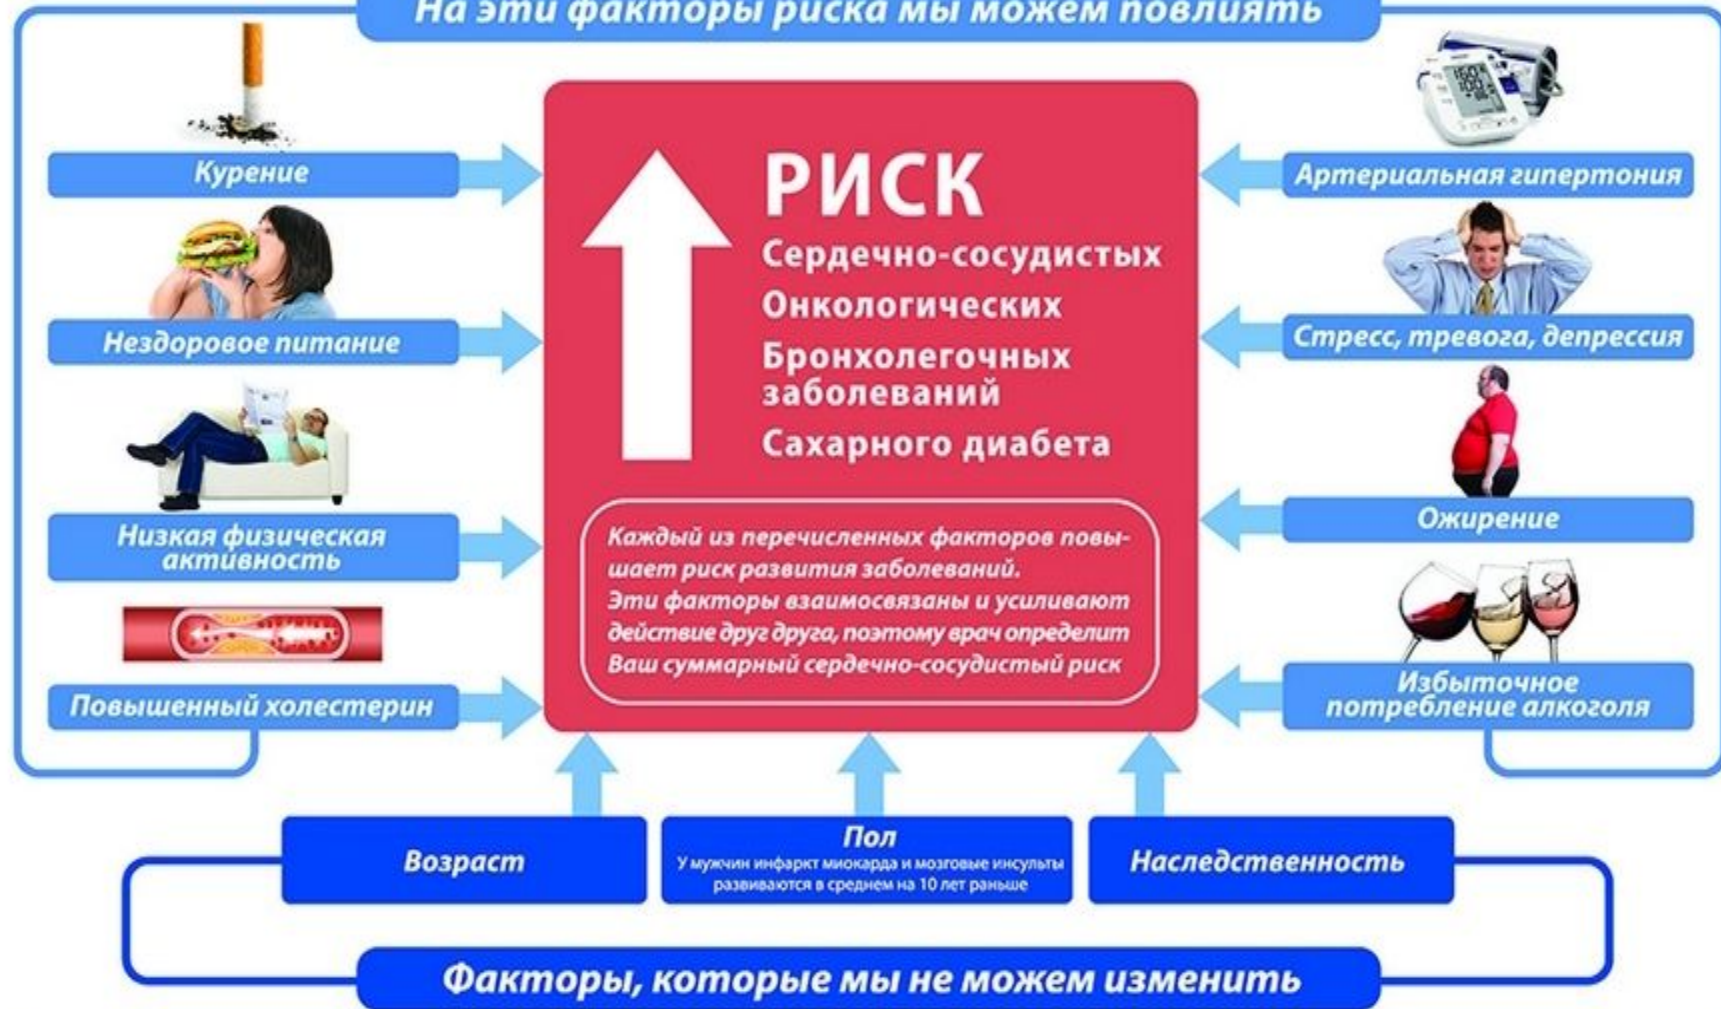 На эти факторы риска мы можем повлиять
Курение
Нездоровое питание
Низкая физическая
активность
Повышенный холестерин
РИСК
Сердечно-сосудистых
Онкологических
Бронхолегочных
заболеваний
Сахарного диабета
Каждый из перечисленных факторов повы-
шает риск развития заболеваний.
Эти факторы взаимосвязаны и усиливают
действие друг друга, поэтому врач определит
Ваш суммарный сердечно-сосудистый риск
160
100
Артериальная гипертония
Стресс, тревога, депрессия
Ожирение
Избыточное
потребление алкоголя
Возраст
Пол
У мужчин инфаркт миокарда и мозговые инсульты
развиваются в среднем на 10 лет раньше
Наследственность
Факторы, которые мы не можем изменить